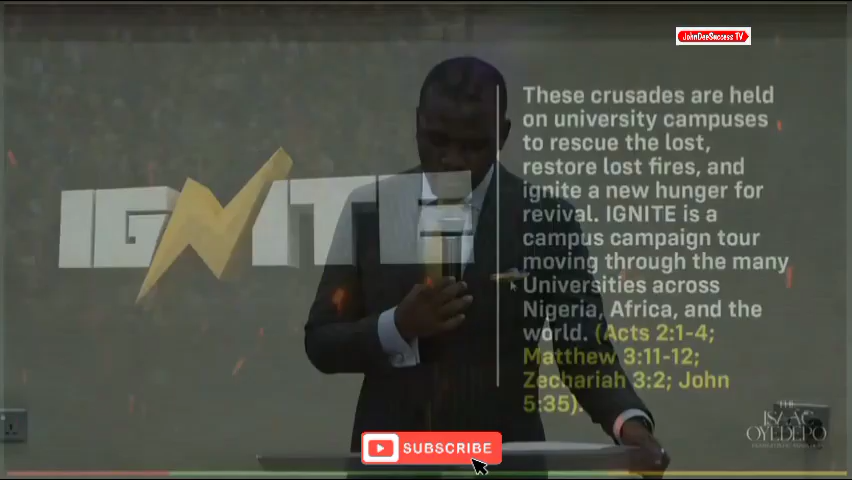 JohnDeeSuccess TV
These crusades are held
on university campuses
to rescue the lost,
restore lost fires, and
ignite a new hunger for
revival. IGNITE is a
campus campaign tour
moving through the many
Universities across
Nigeria, Africa, and the
world. (Acts 2:1-4;
Matthew 3:11-12;
Zechariah 3:2; John
5:35).
IGNITE
THE
ISAAC
OYEDEPO
SUBSCRIBE